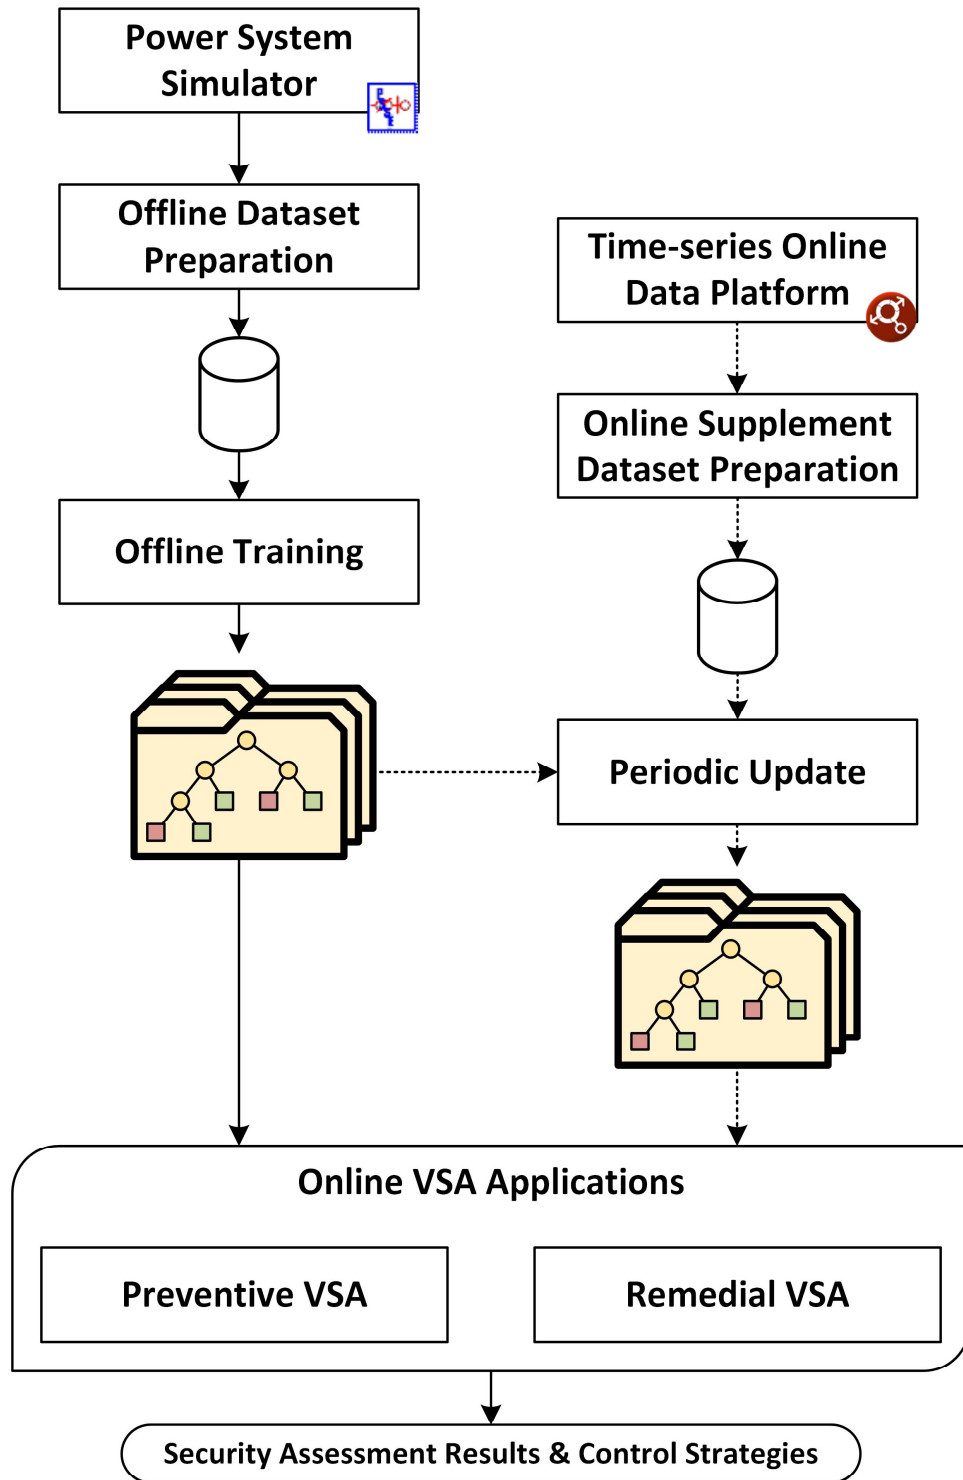 Power System
Simulator
PSS®E
Offline Dataset
Preparation
Time-series Online
Data Platform
Online Supplement
Dataset Preparation
Offline Training
Periodic Update
Online VSA Applications
Preventive VSA
Remedial VSA
Security Assessment Results & Control Strategies